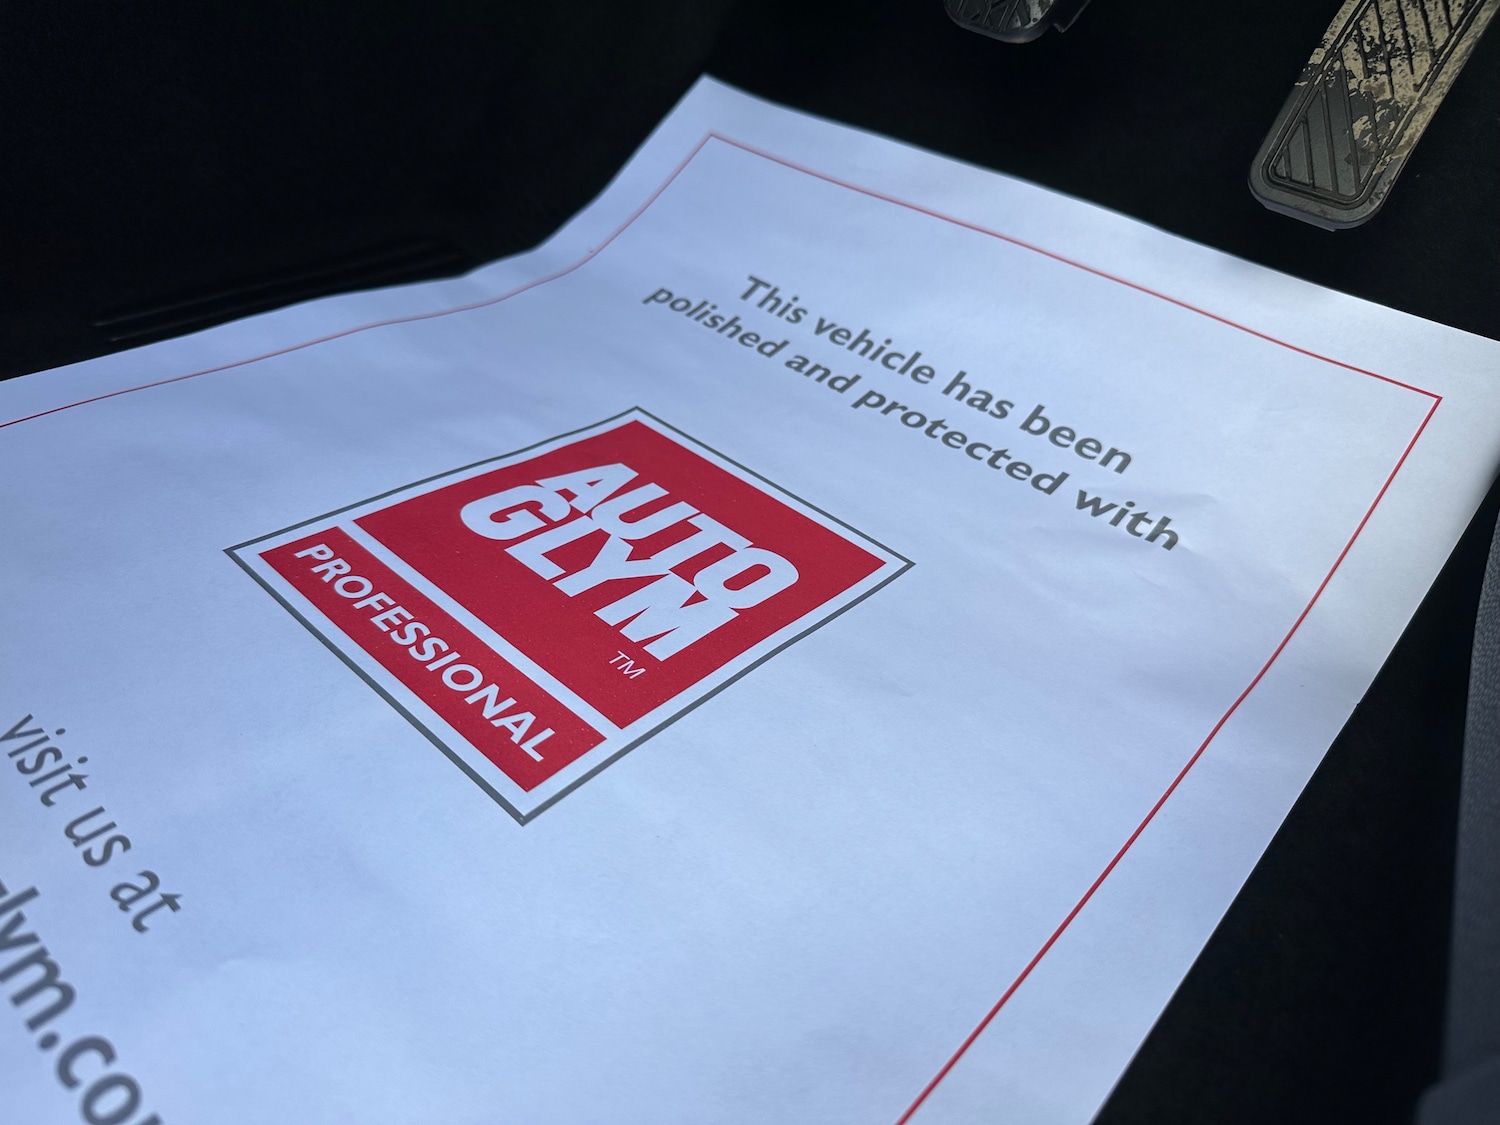 This vehicle has been
polished and protected with
AUTO
GLYM
TM
PROFESSIONAL
visit us at